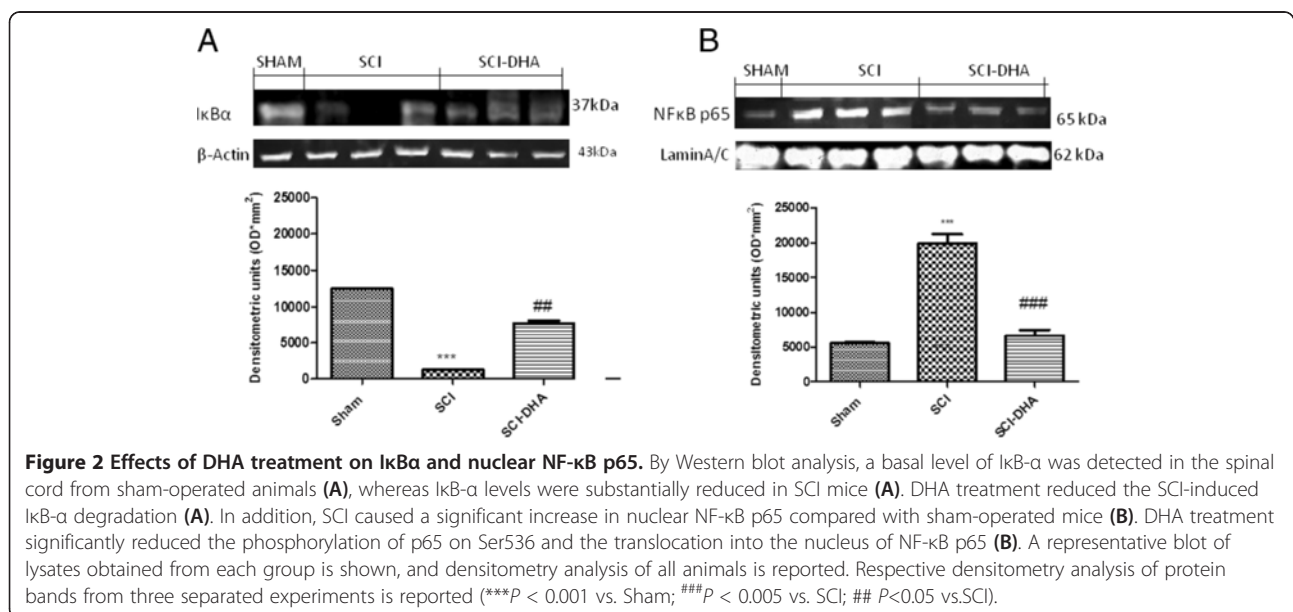 A
SHAM SCI SCI-DHA
IκBα 37kDa
β-Actin 43kDa
25000
20000
15000
10000
5000
0
Densitometric units (OD*mm²)
***
##
Sham
SCI
SCI-DHA
B
SHAM SCI SCI-DHA
NFκB p65 65 kDa
LaminA/C 62 kDa
25000
20000
15000
10000
5000
0
Densitometric units (OD*mm²)
***
###
Sham
SCI
SCI-DHA
Figure 2 Effects of DHA treatment on IκBα and nuclear NF-κB p65. By Western blot analysis, a basal level of IκB-α was detected in the spinal
cord from sham-operated animals (A), whereas IκB-α levels were substantially reduced in SCI mice (A). DHA treatment reduced the SCI-induced
IκB-α degradation (A). In addition, SCI caused a significant increase in nuclear NF-κB p65 compared with sham-operated mice (B). DHA treatment
significantly reduced the phosphorylation of p65 on Ser536 and the translocation into the nucleus of NF-κB p65 (B). A representative blot of
lysates obtained from each group is shown, and densitometry analysis of all animals is reported. Respective densitometry analysis of protein
bands from three separated experiments is reported (***P < 0.001 vs. Sham; ###P < 0.005 vs. SCI; ## P<0.05 vs.SCI).